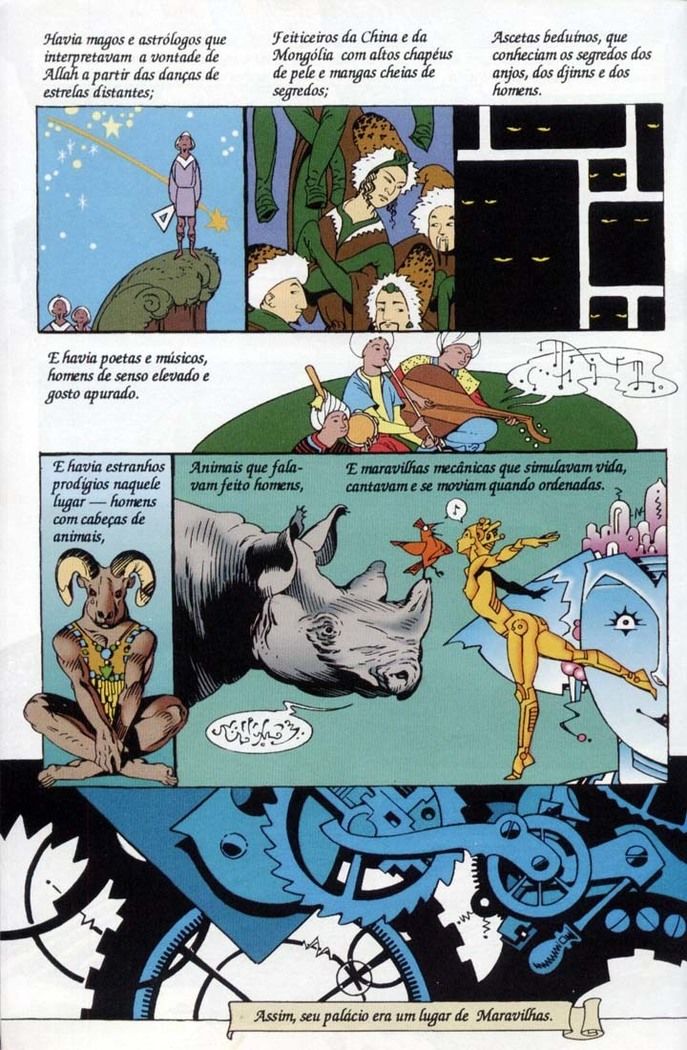 Havia magos e astrólogos que
interpretavam a vontade de
Allah a partir das danças de
estrelas distantes;
Feiticeiros da China e da
Mongólia com altos chapéus
de pele e mangas cheias de
segredos;
Ascetas beduínos, que
conheciam os segredos dos
anjos, dos djinns e dos
homens.
E havia poetas e músicos,
homens de senso elevado e
gosto apurado.
E havia estranhos
prodígios naquele
lugar — homens
com cabeças de
animais,
Animais que fala-
vam feito homens,
E maravilhas mecânicas que simulavam vida,
cantavam e se moviam quando ordenadas.
Assim, seu palácio era um lugar de Maravilhas.